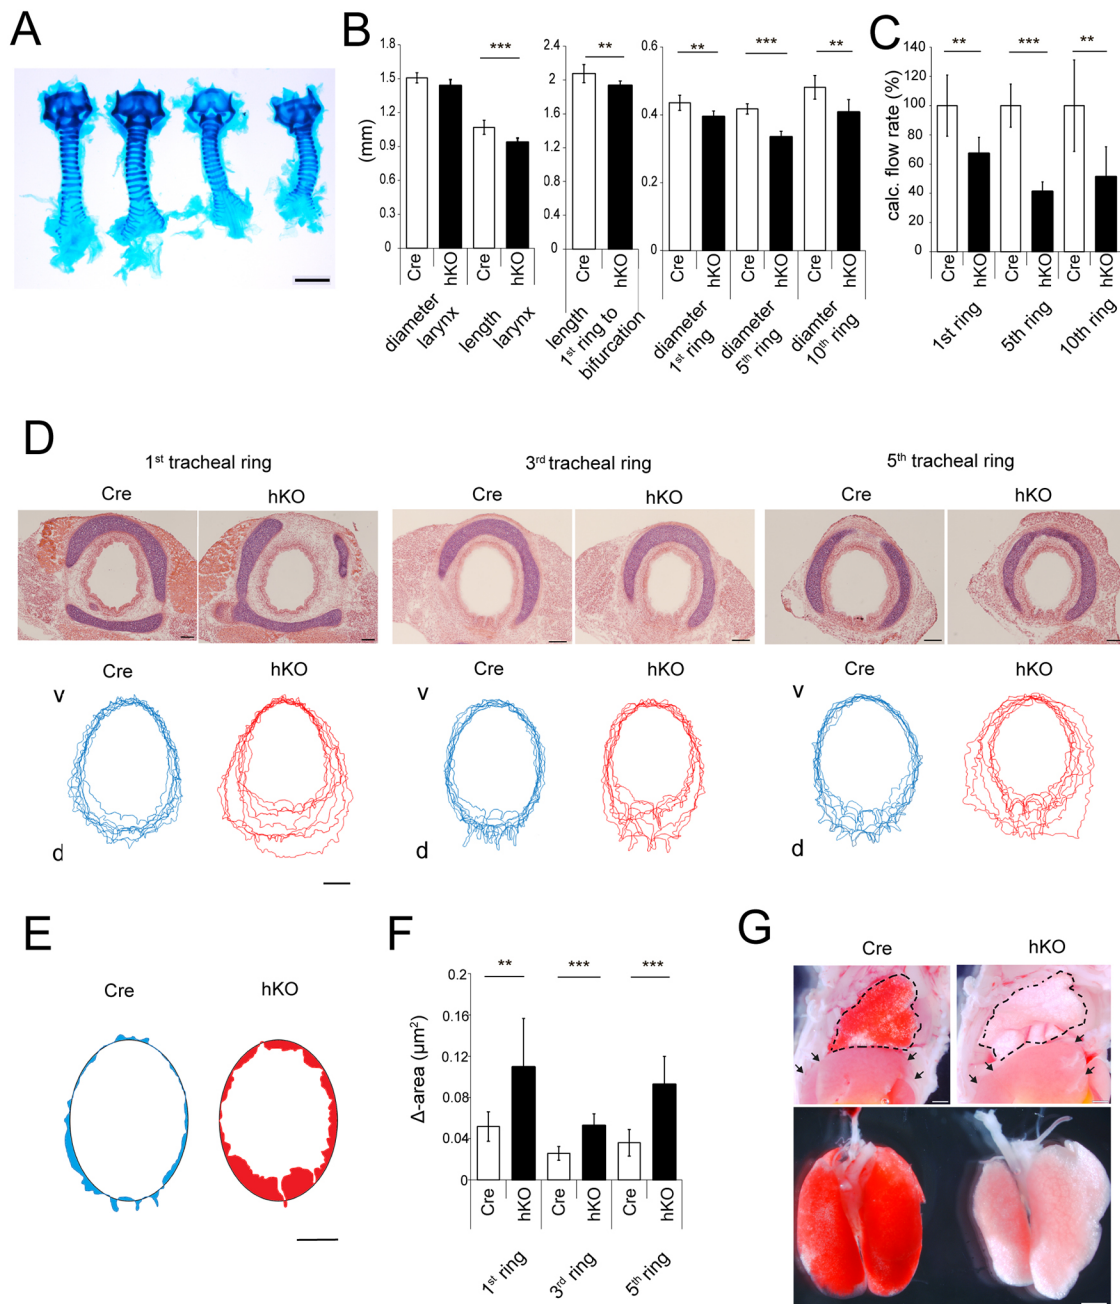 A
B
C
1.8
1.5
1.2
0.9
0.6
0.3
0
(mm)
***
Cre
hKO
Cre
hKO
diameter
larynx
length
larynx
2.4
2
1.6
1.2
0.8
0.4
0
**
Cre
hKO
length
1st ring to
bifurcation
0.6
0.4
0.2
0
**
***
**
Cre
hKO
Cre
hKO
Cre
hKO
diameter
1st ring
diameter
5th ring
diamter
10th ring
140
120
100
80
60
40
20
0
calc. flow rate (%)
**
***
**
Cre
hKO
Cre
hKO
Cre
hKO
1st ring
5th ring
10th ring
D
1st tracheal ring
3rd tracheal ring
5th tracheal ring
Cre
hKO
Cre
hKO
Cre
hKO
Cre
hKO
Cre
hKO
Cre
hKO
v
d
v
d
v
d
E
Cre
hKO
F
0.2
0.16
0.12
0.08
0.04
0
Δ-area (µm2)
**
***
***
Cre
hKO
Cre
hKO
Cre
hKO
1st ring
3rd ring
5th ring
G
Cre
hKO